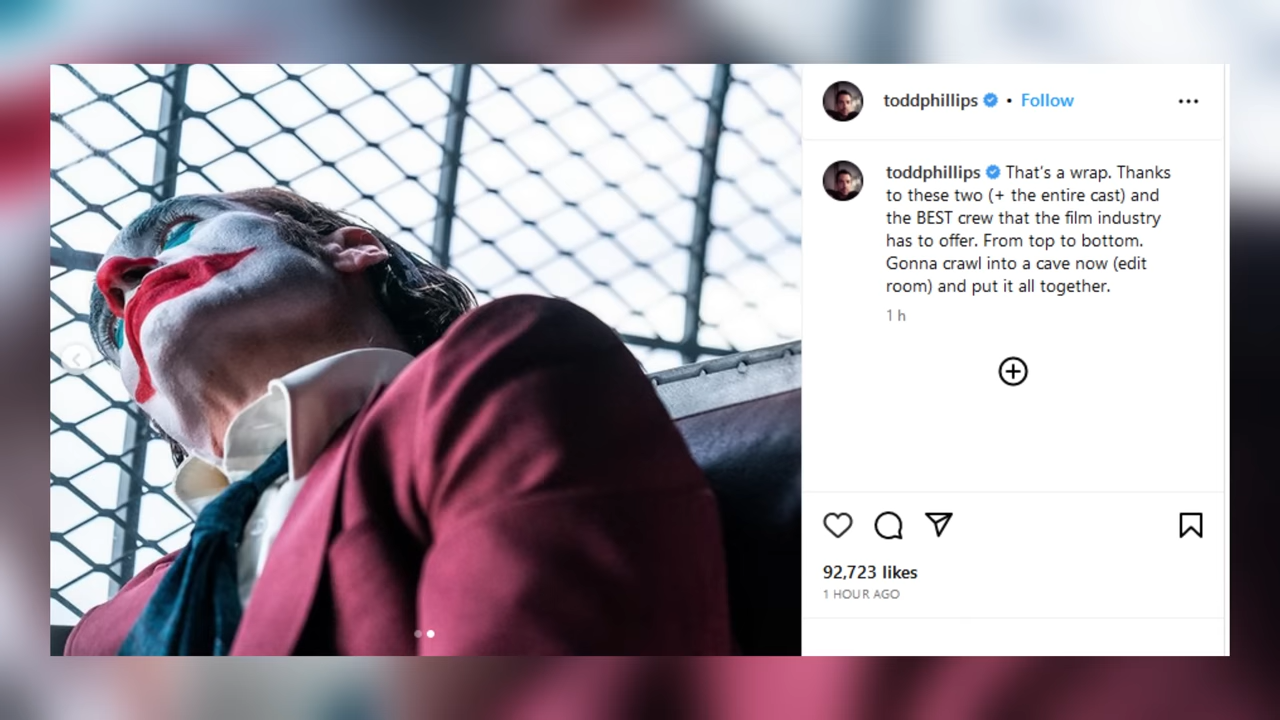 toddphillips • Follow
toddphillips That's a wrap. Thanks
to these two (+ the entire cast) and
the BEST crew that the film industry
has to offer. From top to bottom.
Gonna crawl into a cave now (edit
room) and put it all together.
1 h
92,723 likes
1 HOUR AGO